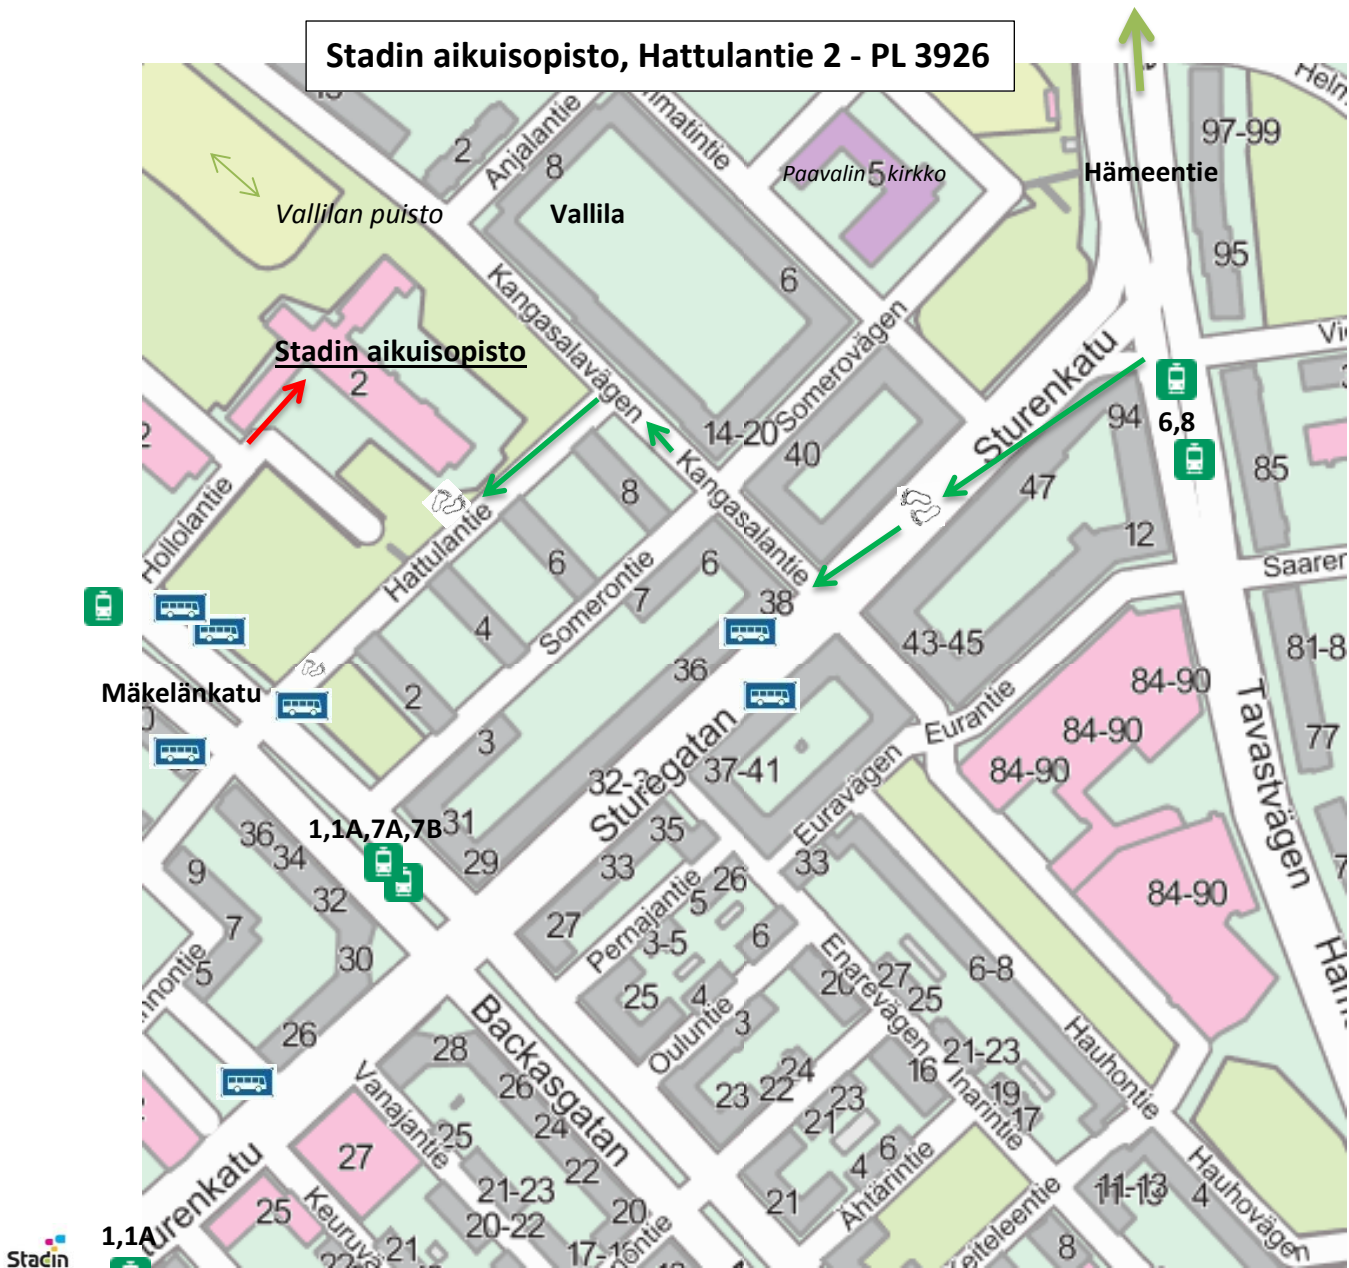 Stadin aikuisopisto, Hattulantie 2 - PL 3926
97-99
2
Anjalantie
8
Paavalin 5 kirkko
Hämeentie
Vallilan puisto
Vallila
95
6
Kangasalavägen
Somerovägen
Sturenkatu
Stadin aikuisopisto
2
6,8
94
14-20
40
Kangasalantie
47
85
8
12
Hollolantie
Hattulantie
6
Somerontie
6
7
38
4
43-45
36
84-90
Mäkelänkatu
2
Eurantie
84-90
84-90
Tavastvägen
77
3
Sturegatan
37-41
Euravägen
1,1A,7A,7B
31
29
36
34
35
33
33
9
32
26
5
84-90
Pernajantie
7
27
3-5
6
5
30
Enarevägen
27
25
6-8
25
4
3
Ouluntie
26
Backasgatan
28
26
24
22
23
24
22
16
21-23
Inarintie
19
17
Hauhontie
Vanajantie
25
23
21
6
4
27
22
21-23
20-22
20
21
Ähtärintie
11-13
4
Hauhovägen
25
21
8
1,1A
Stadin